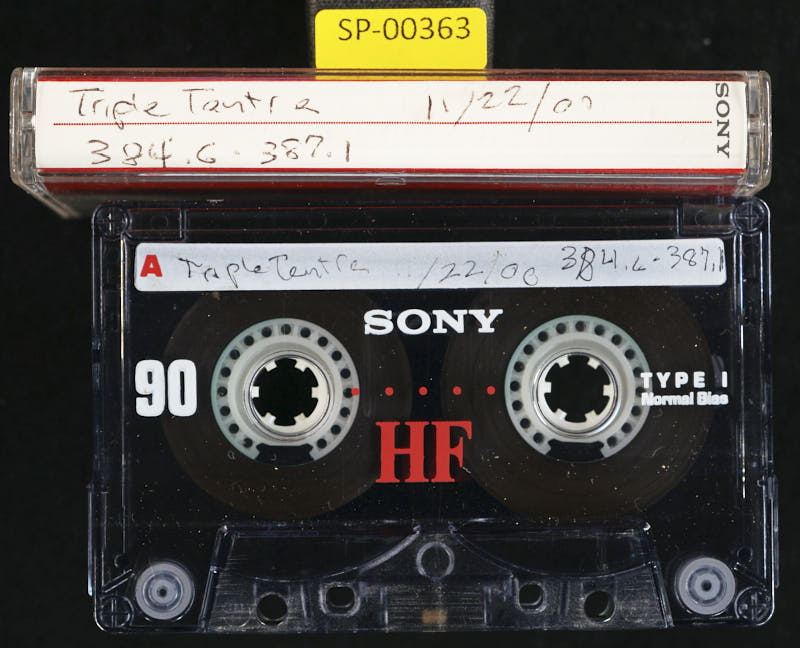 SP-00363
Triple Tantra 11/22/00
384.6 - 387.1
SONY
A Triple Tantra 11/22/00 384.6-387.1
SONY
90
TYPE I
Normal Bias
HF